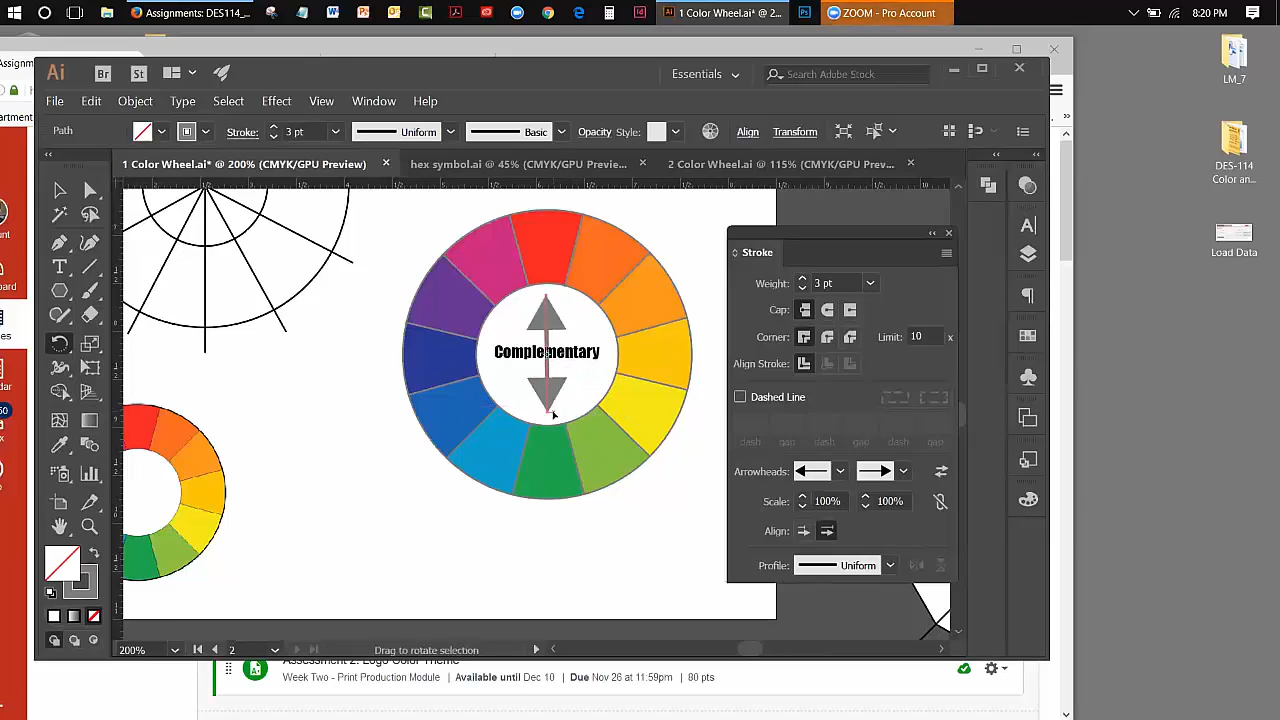 Assignments: DES114_...
1 Color Wheel.ai* @ 2...
ZOOM - Pro Account
8:20 PM
Assignment
Ai
Br
St
Essentials
Search Adobe Stock
File
Edit
Object
Type
Select
Effect
View
Window
Help
Path
Stroke:
3 pt
Uniform
Basic
Opacity
Style:
Align
Transform
1 Color Wheel.ai* @ 200% (CMYK/GPU Preview)
hex symbol.ai @ 45% (CMYK/GPU Previe...
2 Color Wheel.ai @ 115% (CMYK/GPU Prev...
Complementary
Stroke
Weight:
3 pt
Cap:
Corner:
Limit:
10
x
Align Stroke:
Dashed Line
dash
gap
dash
gap
dash
gap
Arrowheads:
Scale:
100%
100%
Align:
Profile:
Uniform
200%
2
Drag to rotate selection
Assessment 2: Logo Color Theme
Week Two - Print Production Module | Available until Dec 10 | Due Nov 26 at 11:59pm | 80 pts
LM_7
DES-114
Color an...
Load Data